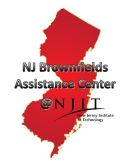 NJ Brownfields
Assistance Center
@NJIT
New Jersey Institute
of Technology